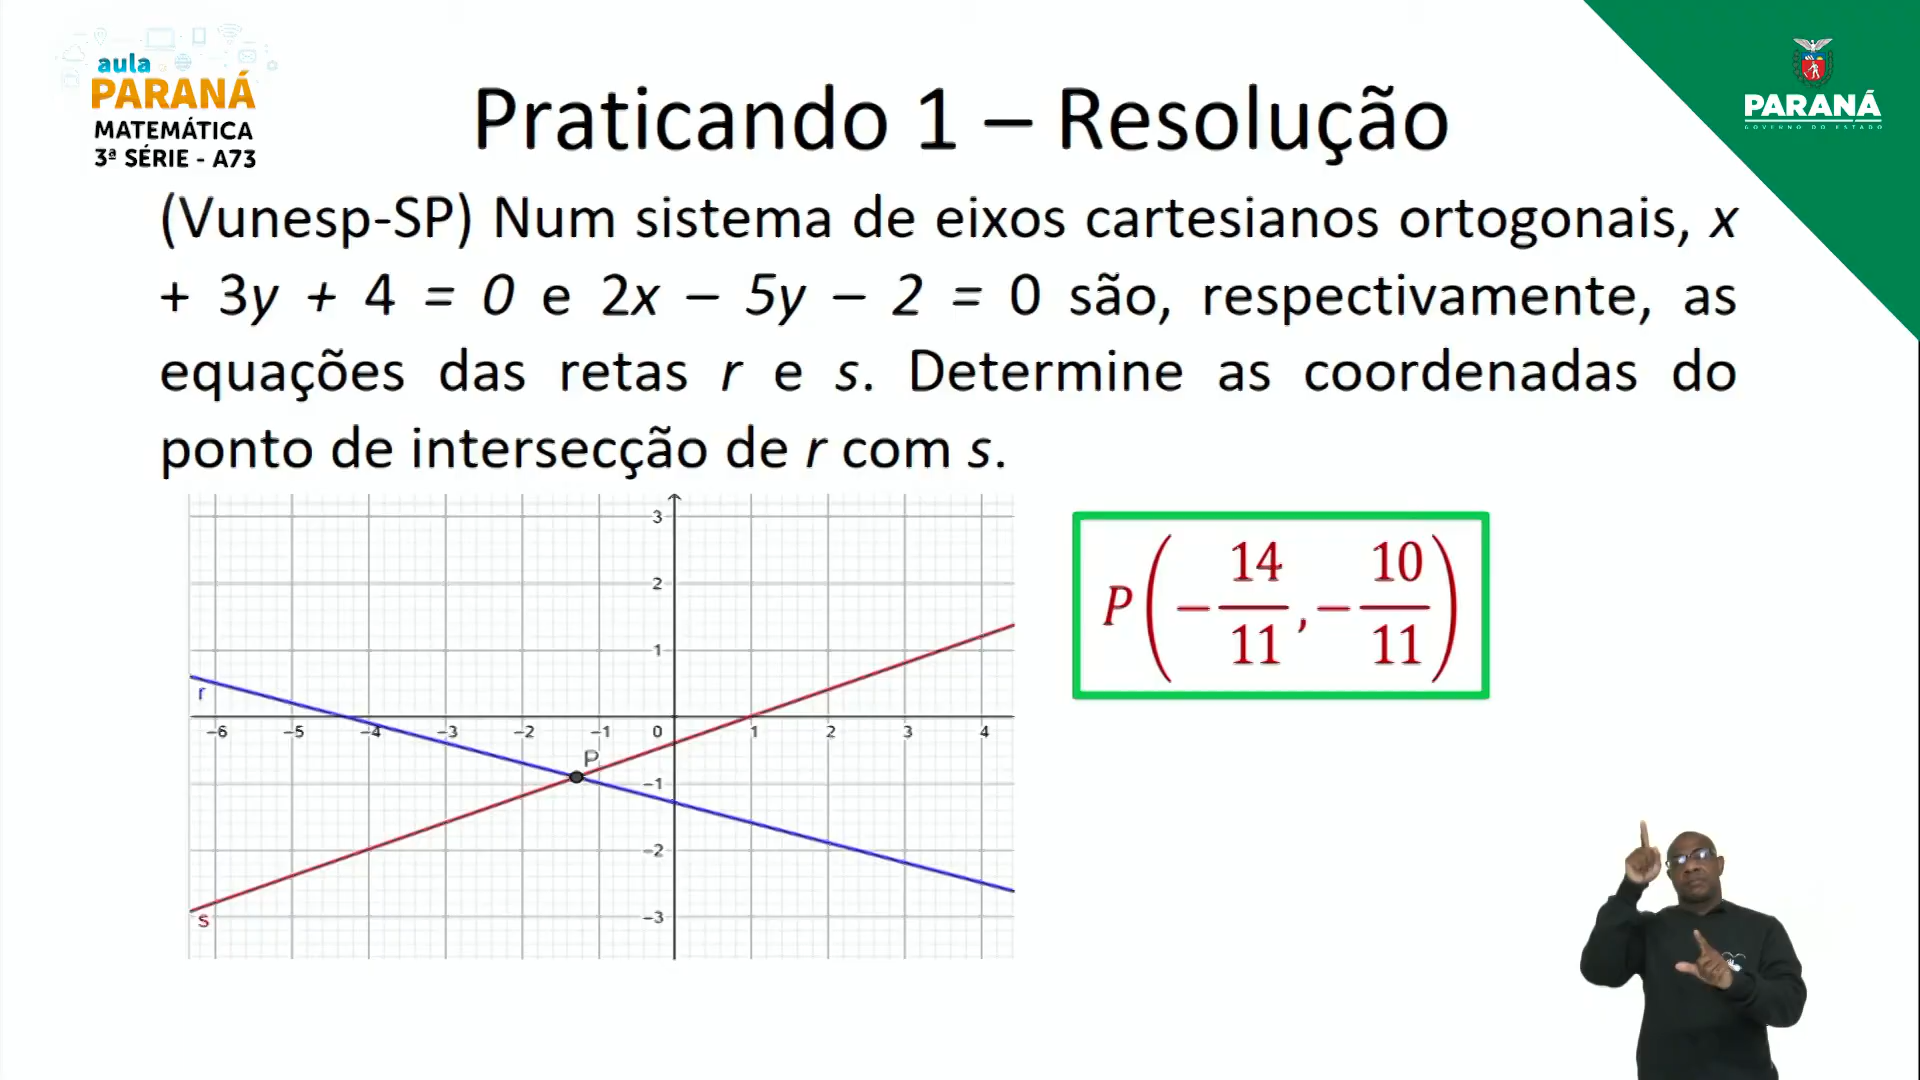 aula
PARANÁ
MATEMÁTICA
3ª SÉRIE - A73
PARANÁ
GOVERNO DO ESTADO
Praticando 1 – Resolução
(Vunesp-SP) Num sistema de eixos cartesianos ortogonais, x
+ 3y + 4 = 0 e 2x – 5y – 2 = 0 são, respectivamente, as
equações das retas r e s. Determine as coordenadas do
ponto de intersecção de r com s.
3
2
1
r
-6 -5 -4 -3 -2 -1 0 1 2 3 4
P
-1
-2
-3
s
P(-14/11, -10/11)